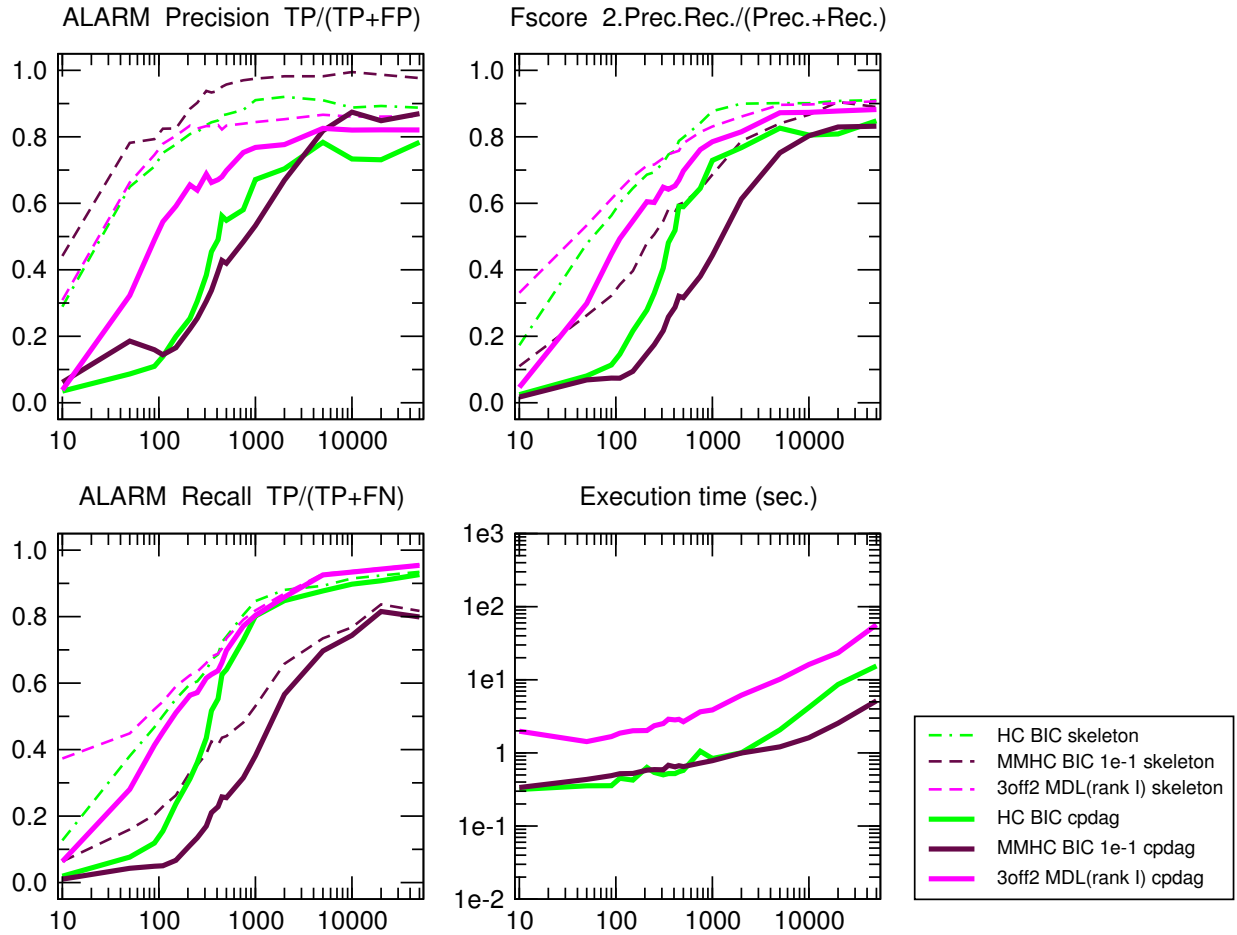 ALARM Precision TP/(TP+FP)
1.0
0.8
0.6
0.4
0.2
0.0
10 100 1000 10000
Fscore 2.Prec.Rec./(Prec.+Rec.)
1.0
0.8
0.6
0.4
0.2
0.0
10 100 1000 10000
ALARM Recall TP/(TP+FN)
1.0
0.8
0.6
0.4
0.2
0.0
10 100 1000 10000
Execution time (sec.)
1e3
1e2
1e1
1
1e-1
1e-2
10 100 1000 10000
HC BIC skeleton
MMHC BIC 1e-1 skeleton
3off2 MDL(rank I) skeleton
HC BIC cpdag
MMHC BIC 1e-1 cpdag
3off2 MDL(rank I) cpdag